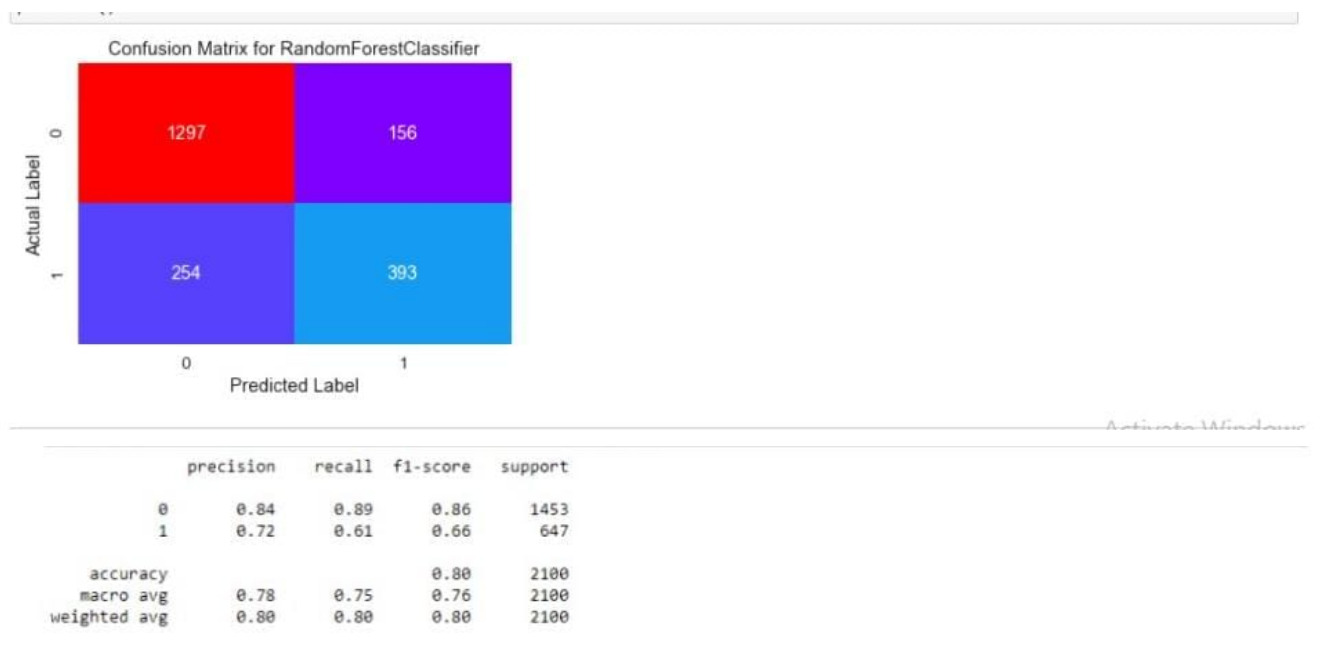 Confusion Matrix for RandomForestClassifier
0 1297 156
Actual Label
1 254 393
0 1
Predicted Label
Activate Windows
precision recall f1-score support
0 0.84 0.89 0.86 1453
1 0.72 0.61 0.66 647
accuracy 0.80 2100
macro avg 0.78 0.75 0.76 2100
weighted avg 0.80 0.80 0.80 2100